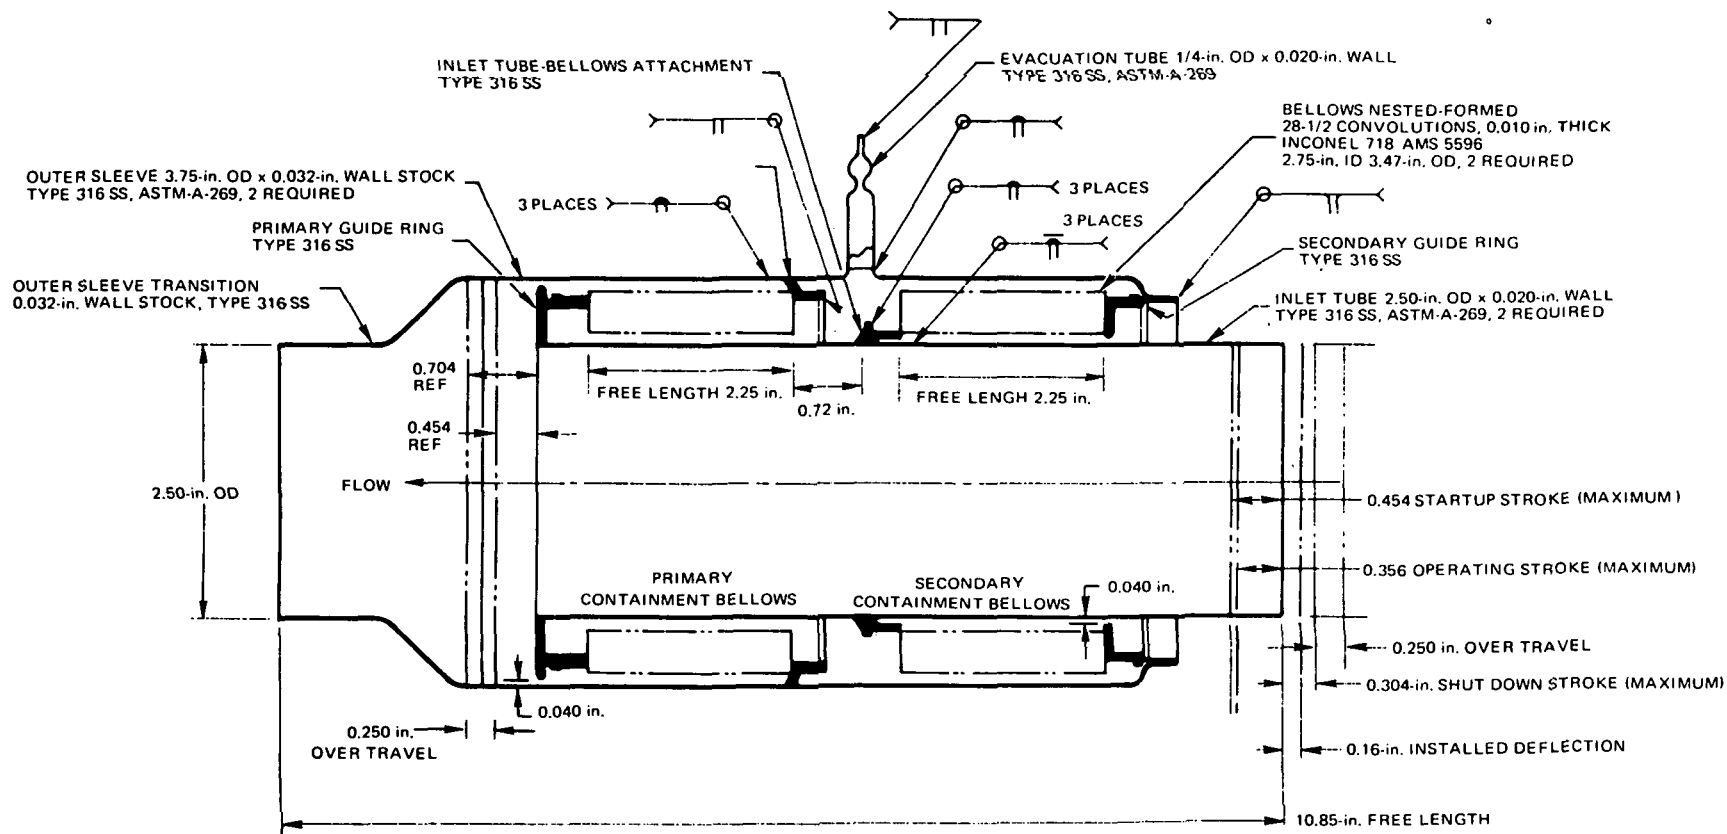 INLET TUBE-BELLOWS ATTACHMENT
TYPE 316 SS
EVACUATION TUBE 1/4-in. OD x 0.020-in. WALL
TYPE 316 SS, ASTM-A-269
BELLOWS NESTED-FORMED
28-1/2 CONVOLUTIONS, 0.010 in. THICK
INCONEL 718 AMS 5596
2.75-in. ID 3.47-in. OD, 2 REQUIRED
OUTER SLEEVE 3.75-in. OD x 0.032-in. WALL STOCK
TYPE 316 SS, ASTM-A-269, 2 REQUIRED
3 PLACES
3 PLACES
3 PLACES
PRIMARY GUIDE RING
TYPE 316 SS
SECONDARY GUIDE RING
TYPE 316 SS
OUTER SLEEVE TRANSITION
0.032-in. WALL STOCK, TYPE 316 SS
INLET TUBE 2.50-in. OD x 0.020-in. WALL
TYPE 316 SS, ASTM-A-269, 2 REQUIRED
0.704
REF
FREE LENGTH 2.25 in.
0.72 in.
FREE LENGH 2.25 in.
0.454
REF
2.50-in. OD
FLOW
0.454 STARTUP STROKE (MAXIMUM)
0.356 OPERATING STROKE (MAXIMUM)
PRIMARY
CONTAINMENT BELLOWS
SECONDARY
CONTAINMENT BELLOWS
0.040 in.
0.250 in. OVER TRAVEL
0.304-in. SHUT DOWN STROKE (MAXIMUM)
0.040 in.
0.250 in.
OVER TRAVEL
0.16-in. INSTALLED DEFLECTION
10.85-in. FREE LENGTH